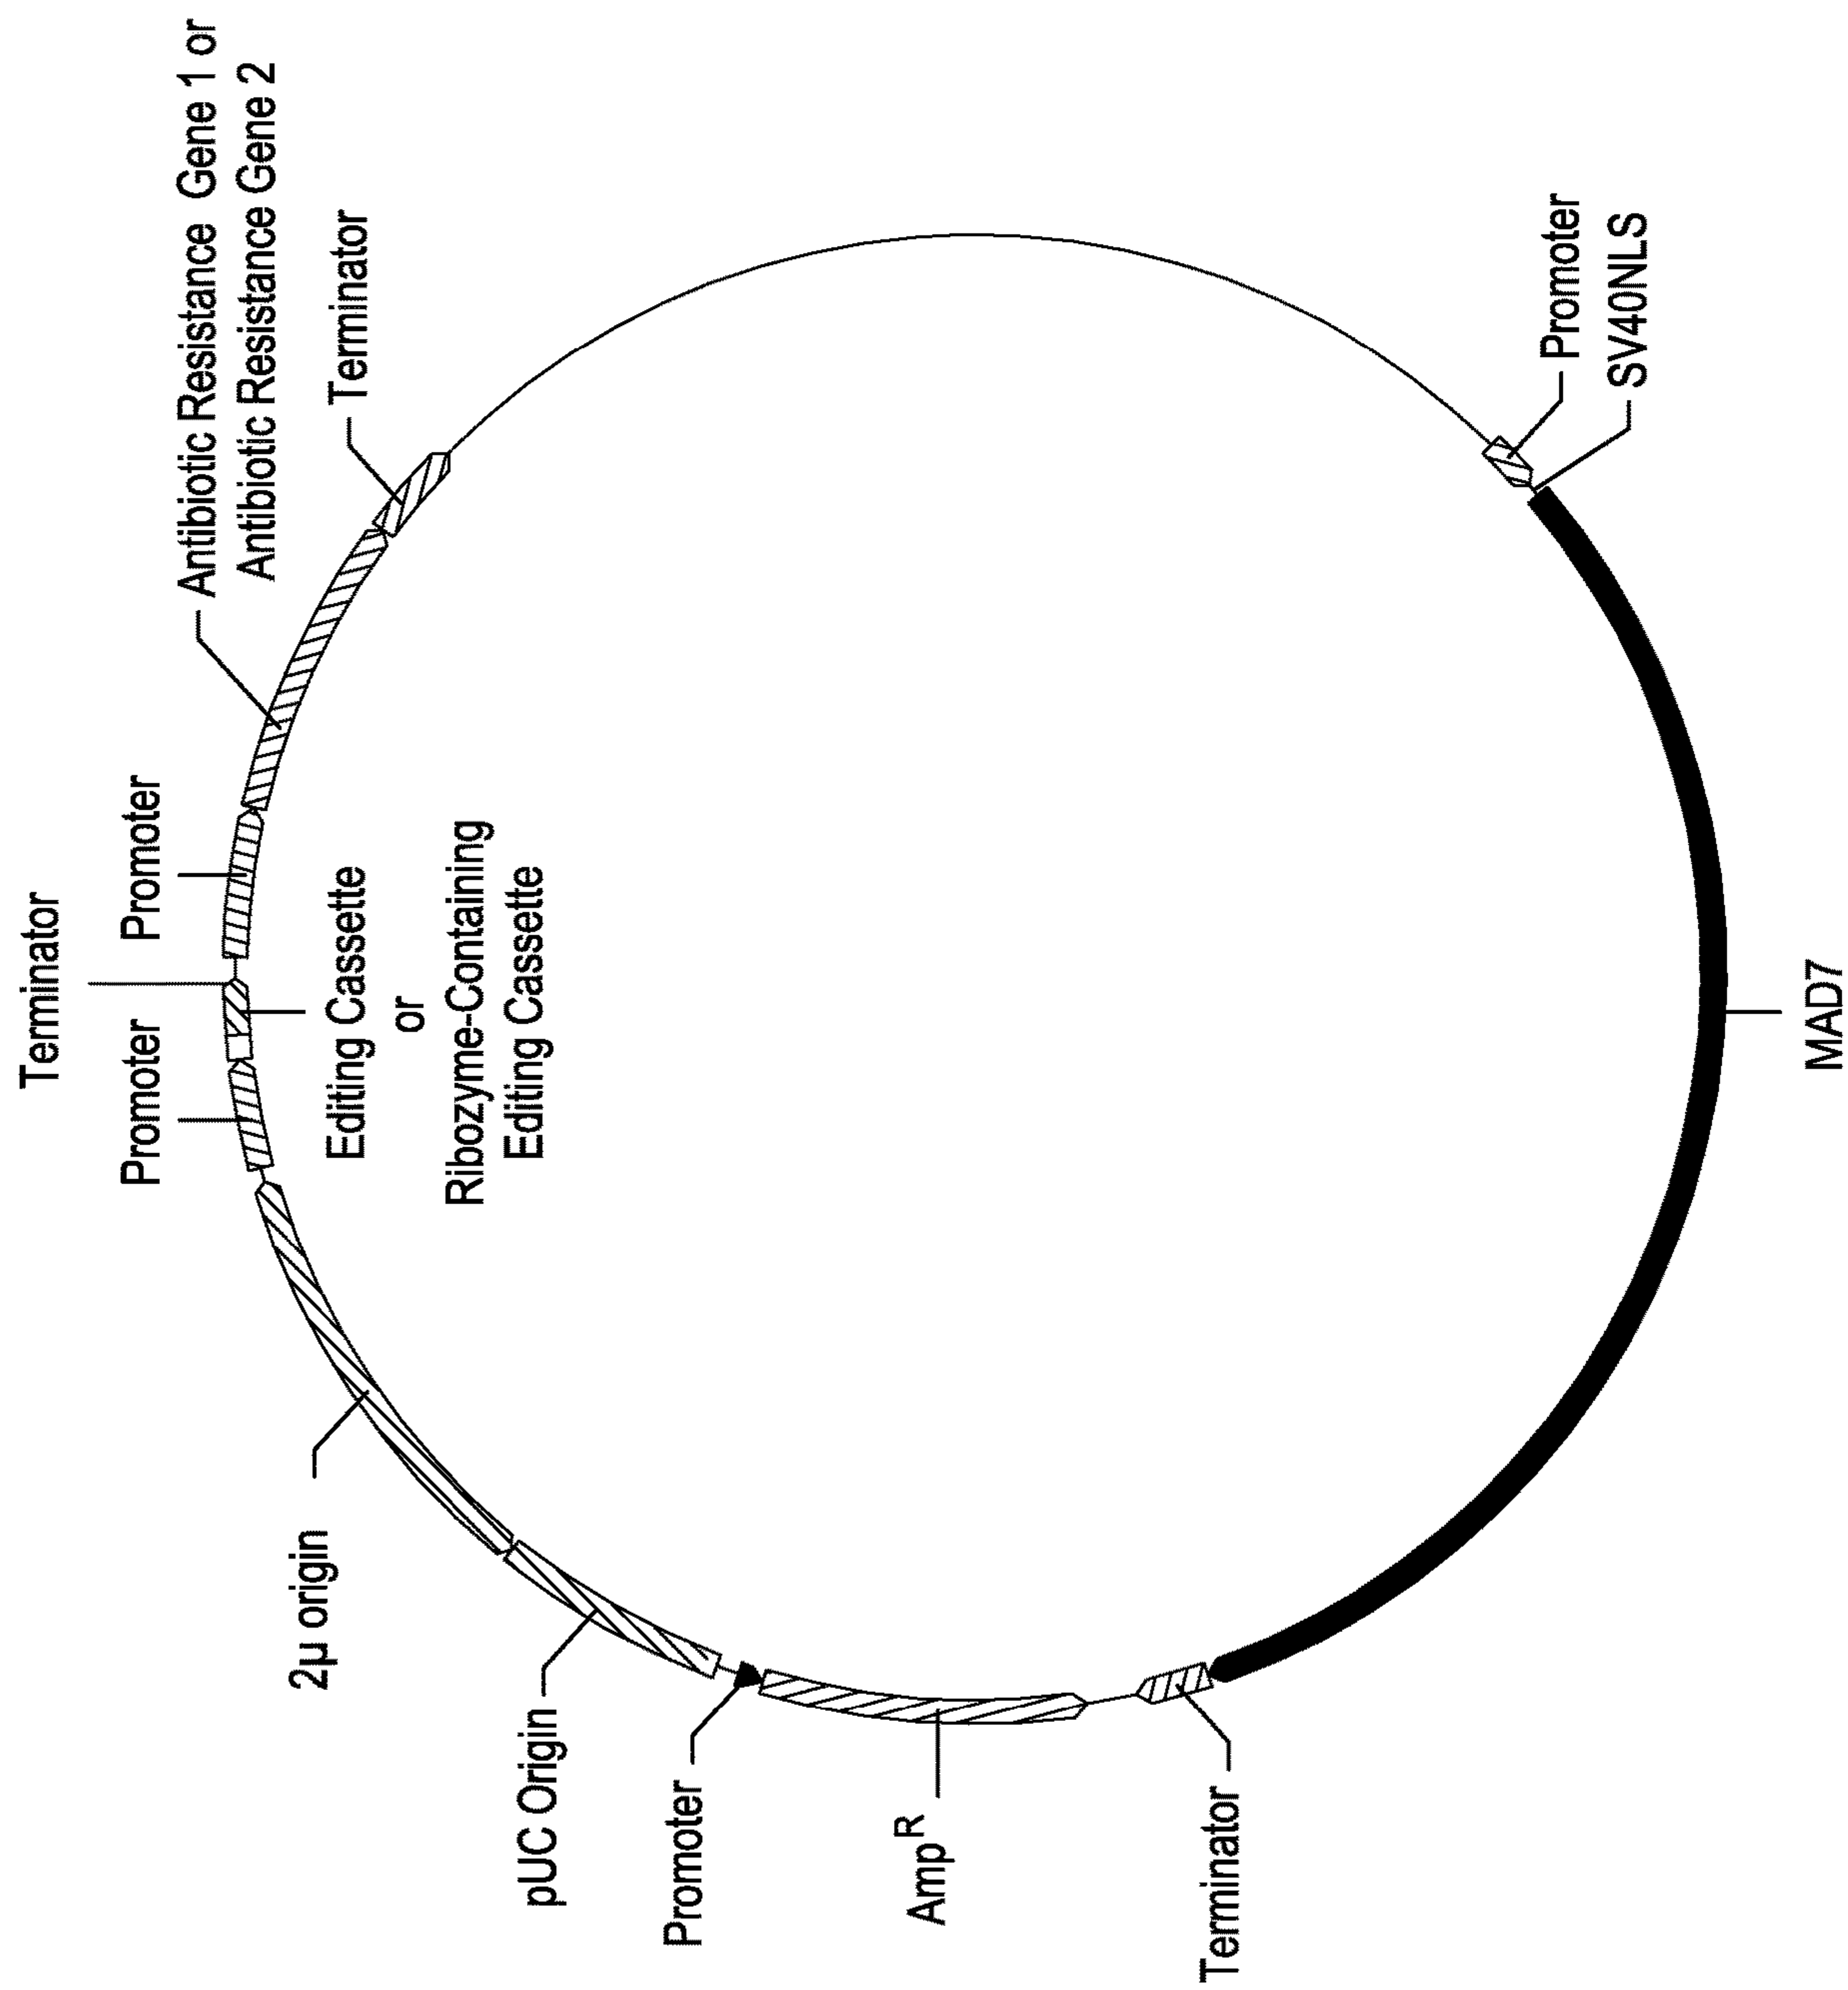 Terminator
Promoter
Promoter
Antibiotic Resistance Gene 1 or
Antibiotic Resistance Gene 2
Terminator
Editing Cassette
or
Ribozyme-Containing
Editing Cassette
2µ origin
pUC Origin
Promoter
Amp^R
Terminator
Promoter
SV40NLS
MAD7